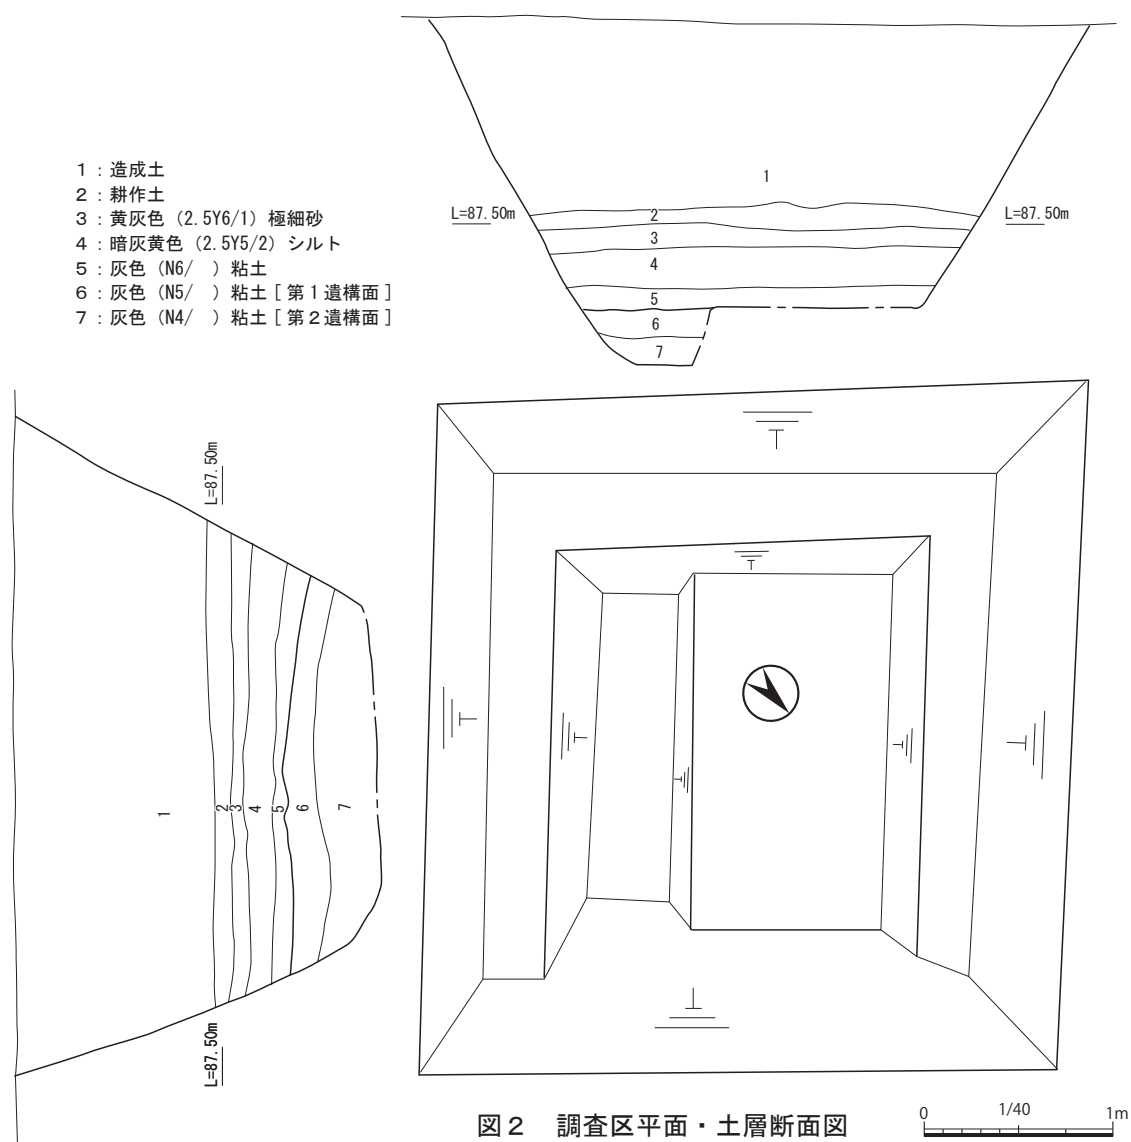 1：造成土
2：耕作土
3：黄灰色（2.5Y6/1）極細砂
4：暗灰黄色（2.5Y5/2）シルト
5：灰色（N6/　）粘土
6：灰色（N5/　）粘土［第１遺構面］
7：灰色（N4/　）粘土［第２遺構面］
1
L=87.50m
2
L=87.50m
3
4
5
6
7
L=87.50m
1
2
3
4
5
6
7
L=87.50m
図２　調査区平面・土層断面図
0
1/40
1m